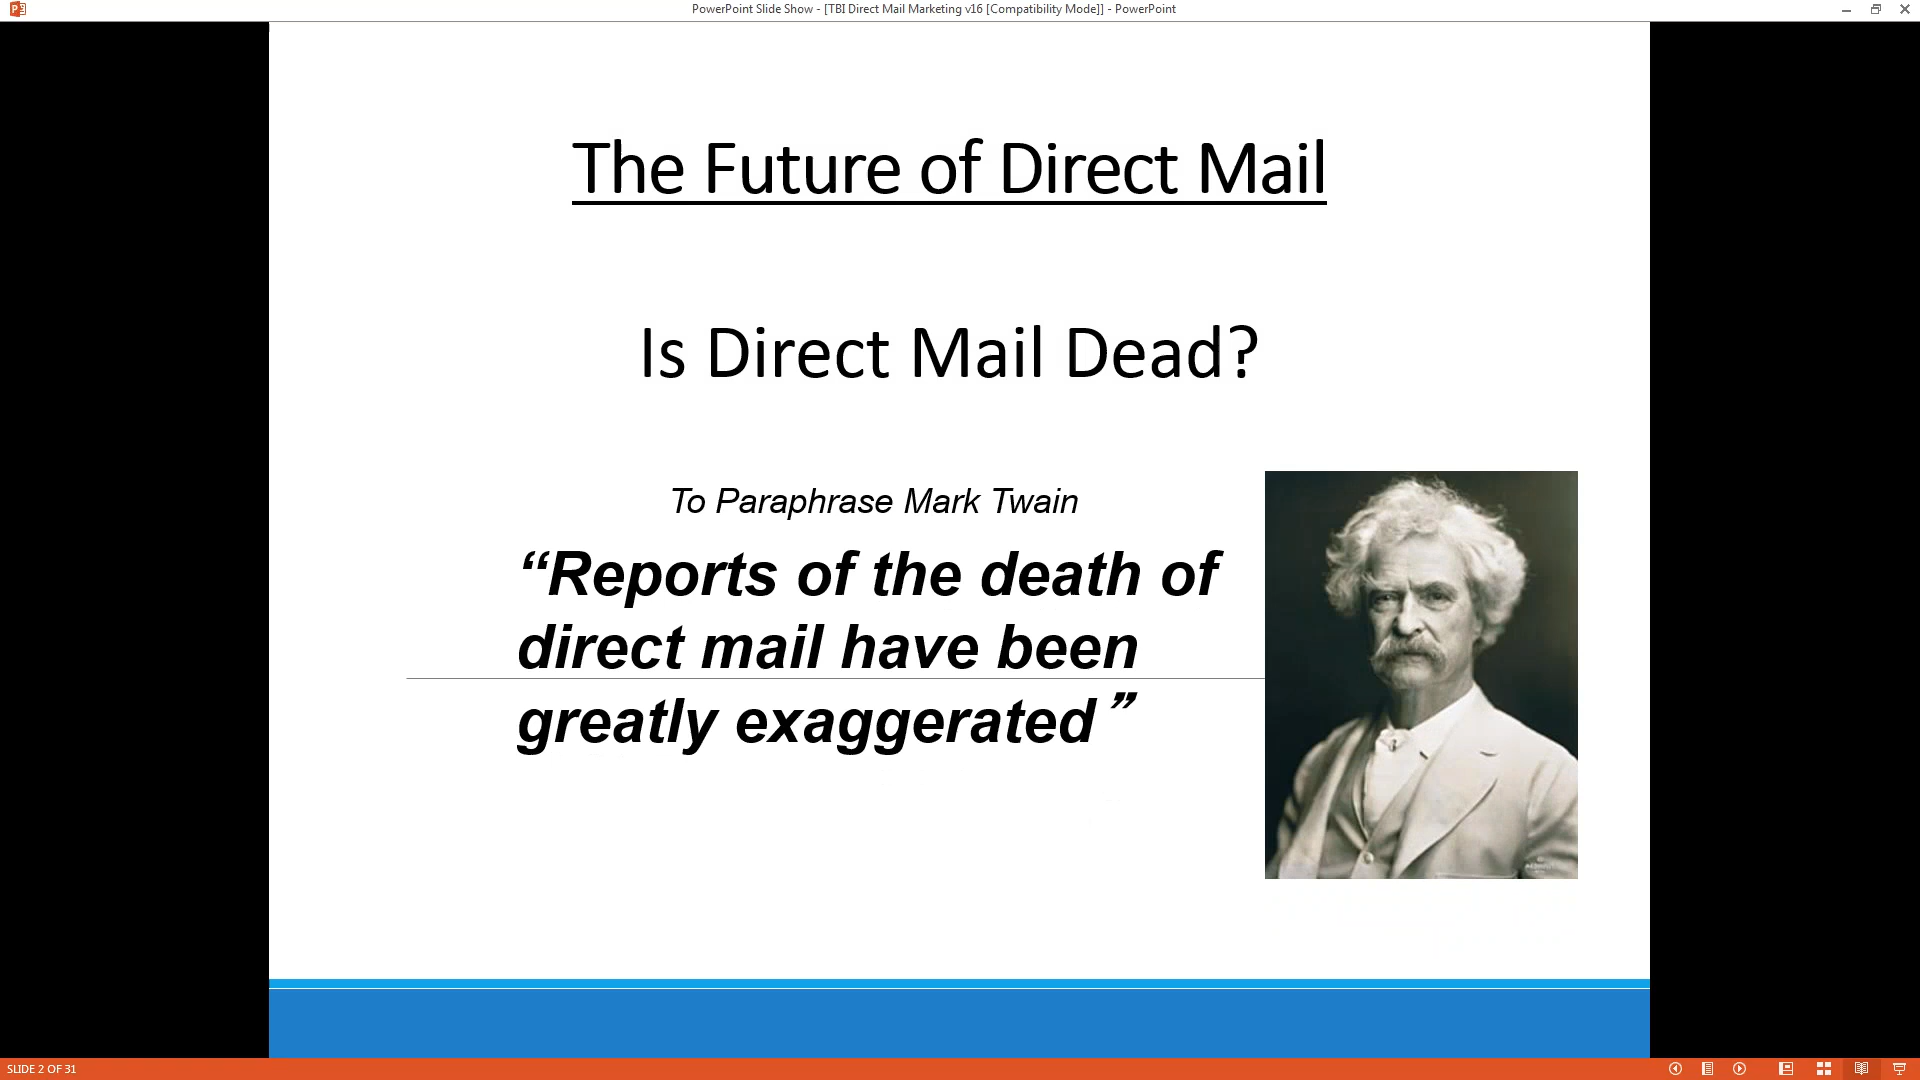 PowerPoint Slide Show - [TBI Direct Mail Marketing v16 [Compatibility Mode]] - PowerPoint
The Future of Direct Mail
Is Direct Mail Dead?
To Paraphrase Mark Twain
“Reports of the death of
direct mail have been
greatly exaggerated”
SLIDE 2 OF 31